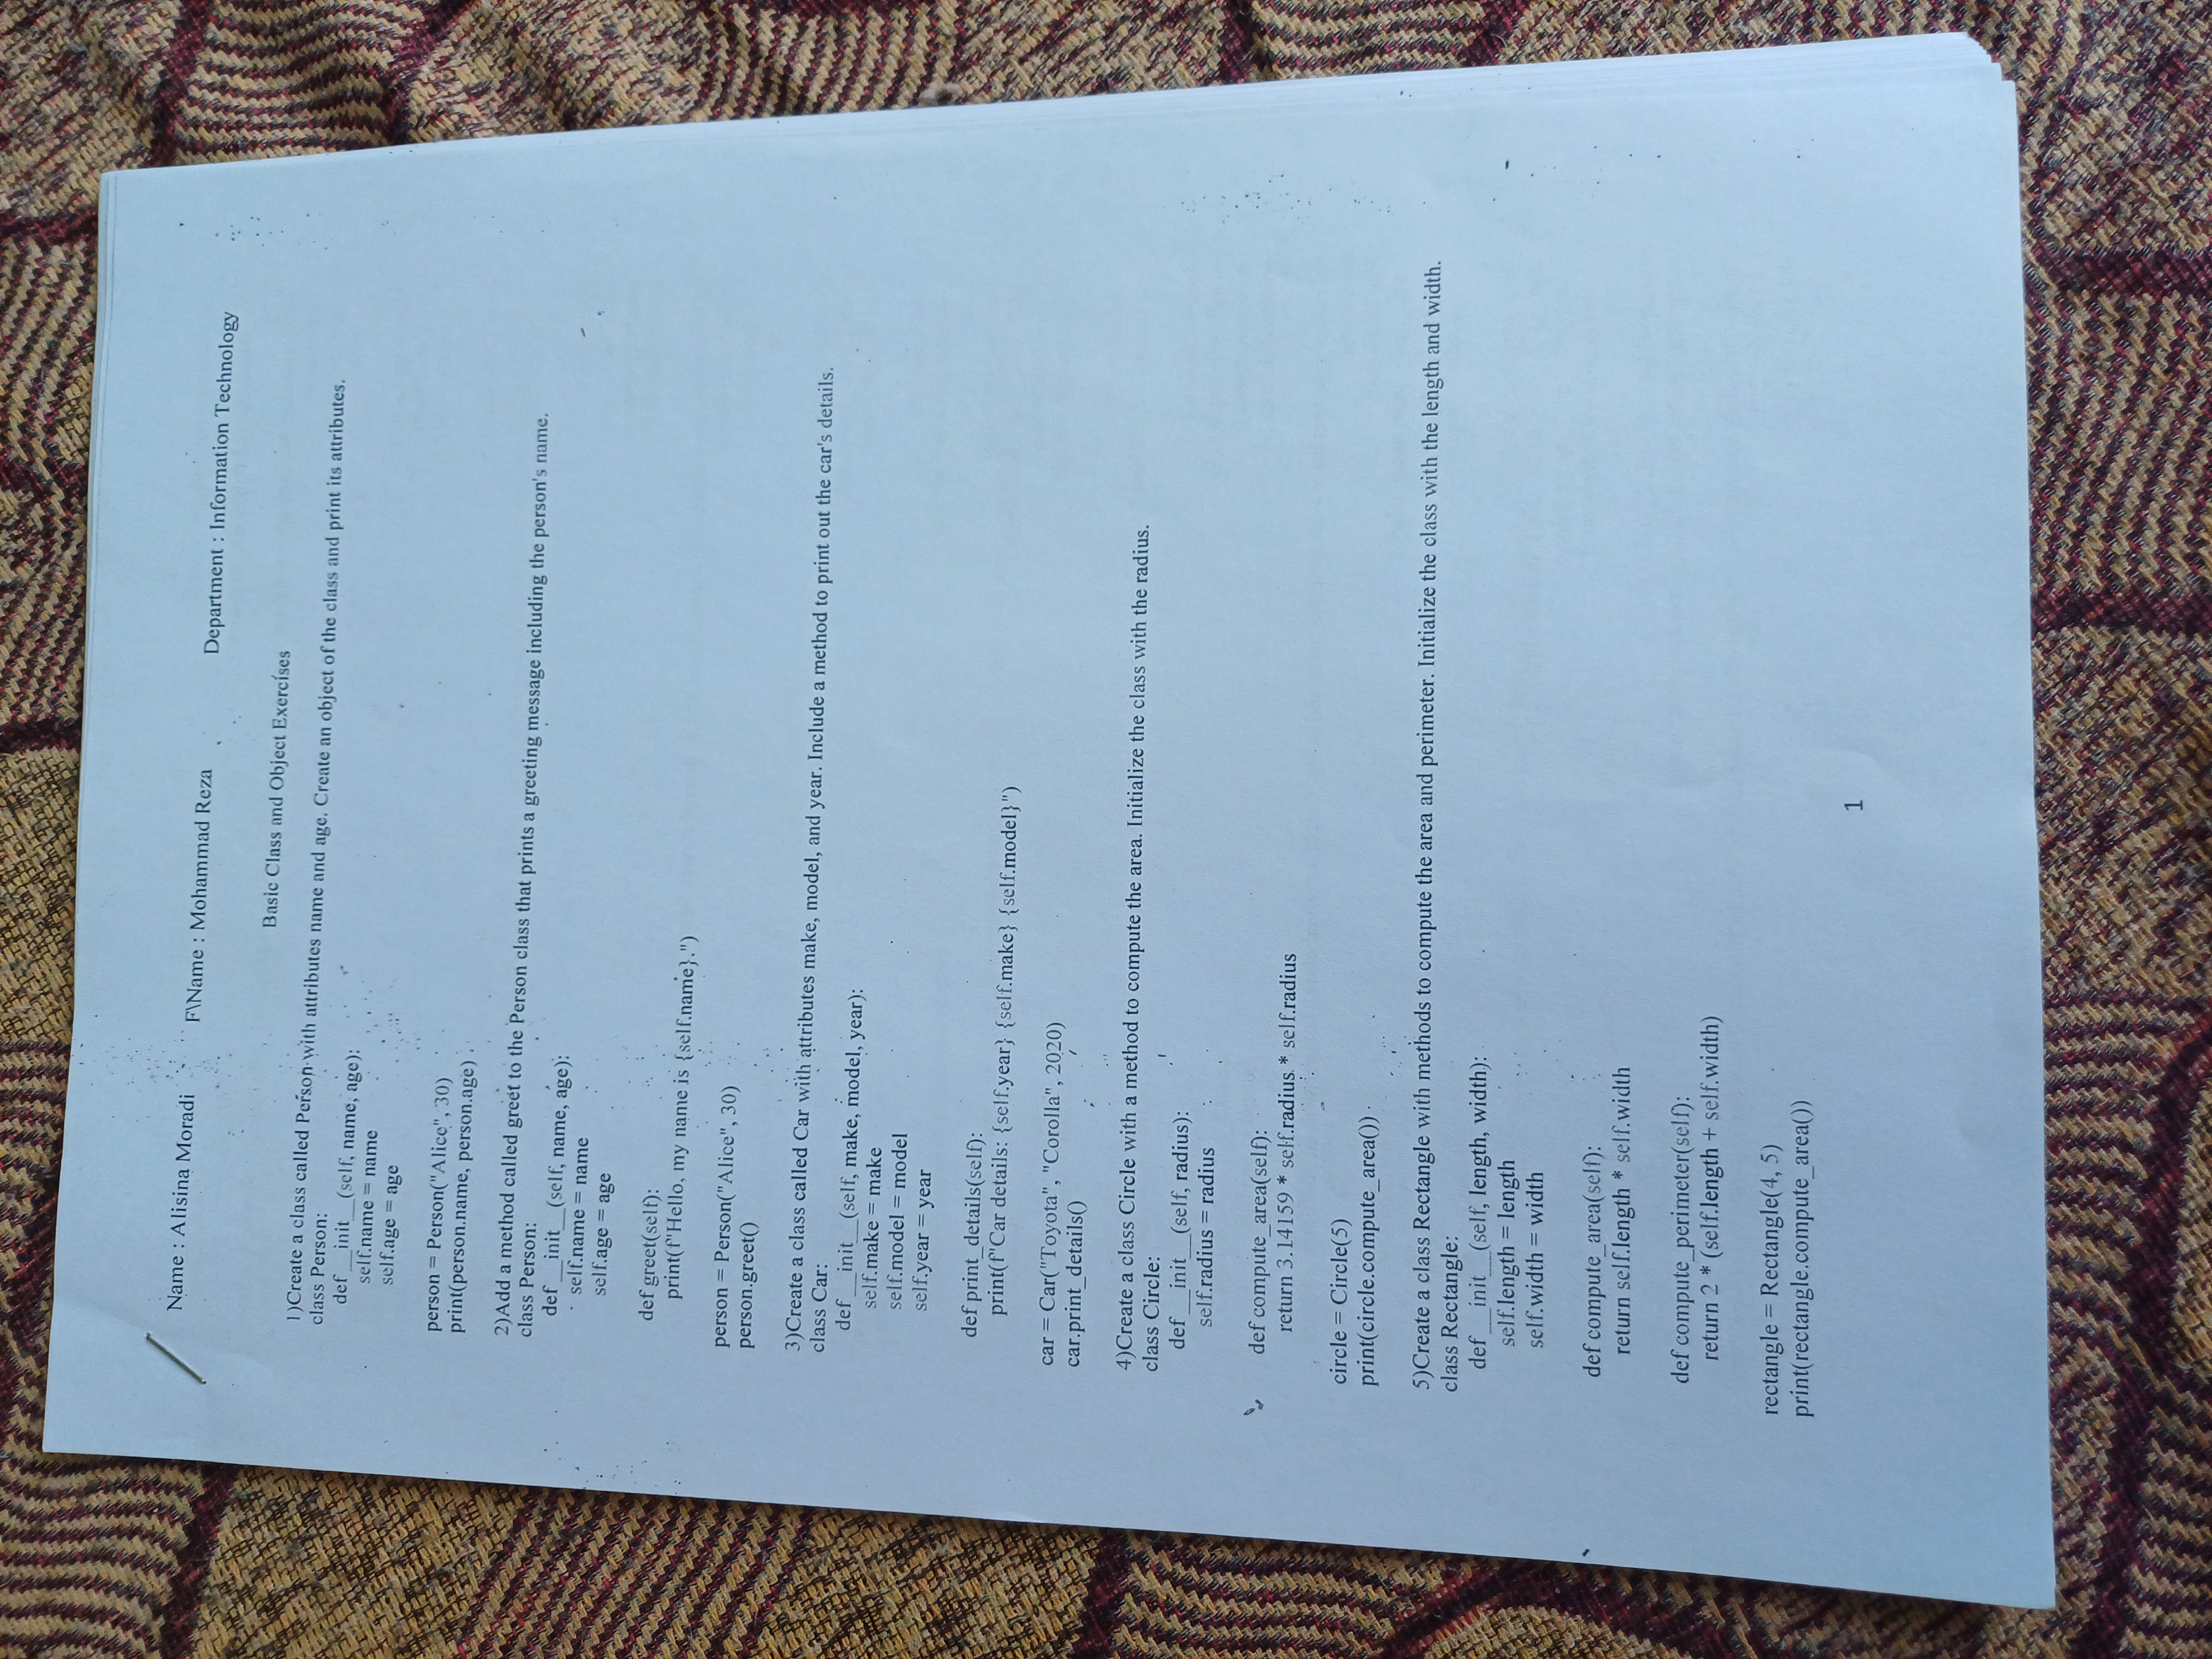 Name : Alisina Moradi F\Name : Mohammad Reza Department : Information Technology
Basic Class and Object Exercises
1)Create a class called Person with attributes name and age. Create an object of the class and print its attributes.
class Person:
def __init__(self, name, age):
self.name = name
self.age = age
person = Person("Alice", 30)
print(person.name, person.age)
2)Add a method called greet to the Person class that prints a greeting message including the person's name.
class Person:
def __init__(self, name, age):
self.name = name
self.age = age
def greet(self):
print(f"Hello, my name is {self.name}.")
person = Person("Alice", 30)
person.greet()
3)Create a class called Car with attributes make, model, and year. Include a method to print out the car's details.
class Car:
def __init__(self, make, model, year):
self.make = make
self.model = model
self.year = year
def print_details(self):
print(f"Car details: {self.year} {self.make} {self.model}")
car = Car("Toyota", "Corolla", 2020)
car.print_details()
4)Create a class Circle with a method to compute the area. Initialize the class with the radius.
class Circle:
def __init__(self, radius):
self.radius = radius
def compute_area(self):
return 3.14159 * self.radius * self.radius
circle = Circle(5)
print(circle.compute_area())
5)Create a class Rectangle with methods to compute the area and perimeter. Initialize the class with the length and width.
class Rectangle:
def __init__(self, length, width):
self.length = length
self.width = width
def compute_area(self):
return self.length * self.width
def compute_perimeter(self):
return 2 * (self.length + self.width)
rectangle = Rectangle(4, 5)
print(rectangle.compute_area())
1